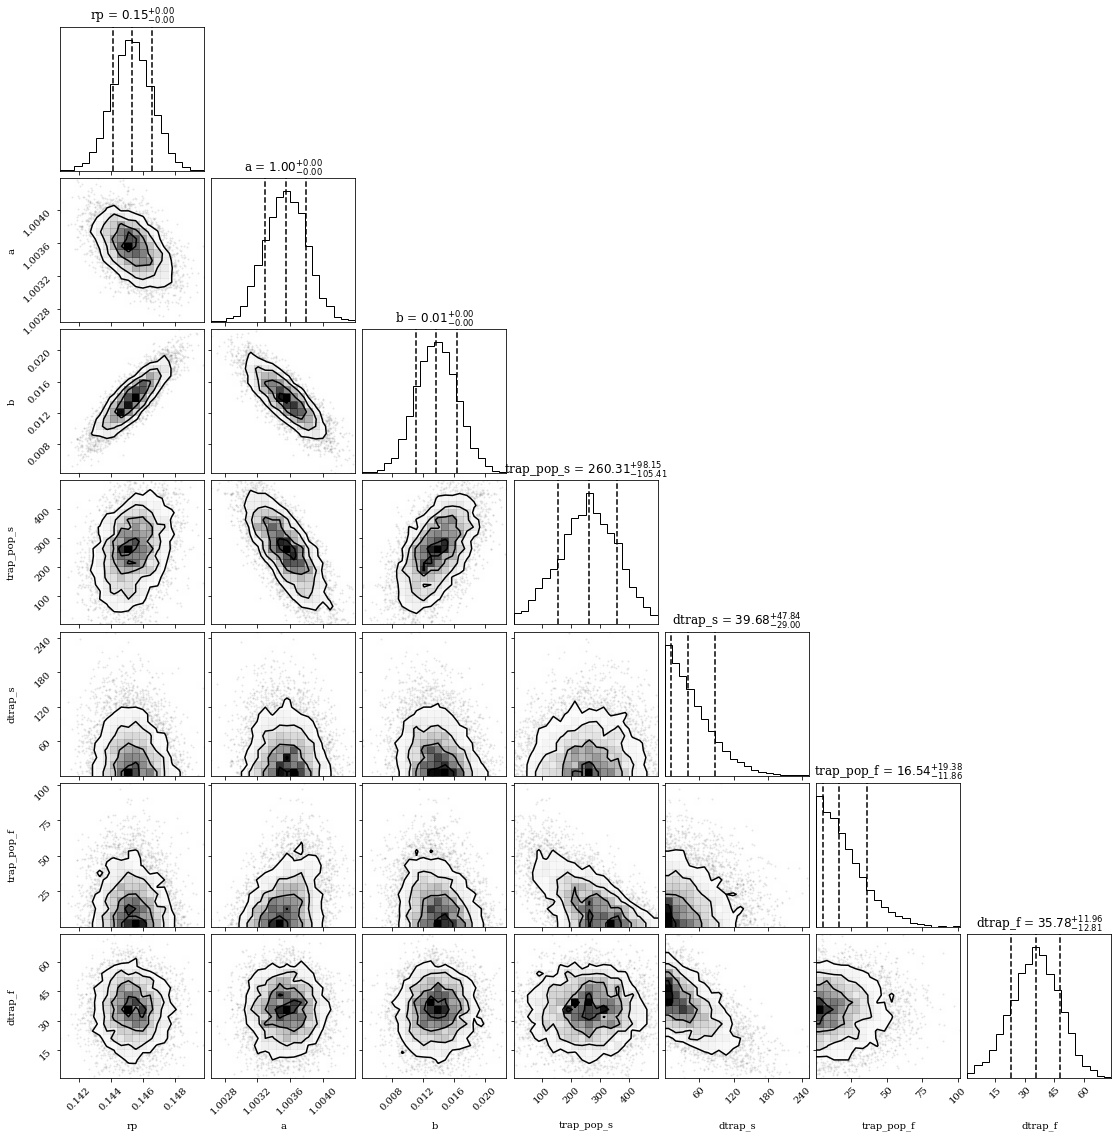 rp = 0.15+0.00−0.00
a = 1.00+0.00−0.00
1.0040
1.0036
1.0032
1.0028
a
b = 0.01+0.00−0.00
0.020
0.016
0.012
0.008
b
trap_pop_s = 260.31+98.15−105.41
400
300
200
100
trap_pop_s
dtrap_s = 39.68+47.84−29.00
240
180
120
60
dtrap_s
trap_pop_f = 16.54+19.38−11.86
100
75
50
25
trap_pop_f
dtrap_f = 35.78+11.96−12.81
60
45
30
15
dtrap_f
0.142 0.144 0.146 0.148 1.0028 1.0032 1.0036 1.0040 0.008 0.012 0.016 0.020 100 200 300 400 60 120 180 240 25 50 75 100 15 30 45 60
rp a b trap_pop_s dtrap_s trap_pop_f dtrap_f